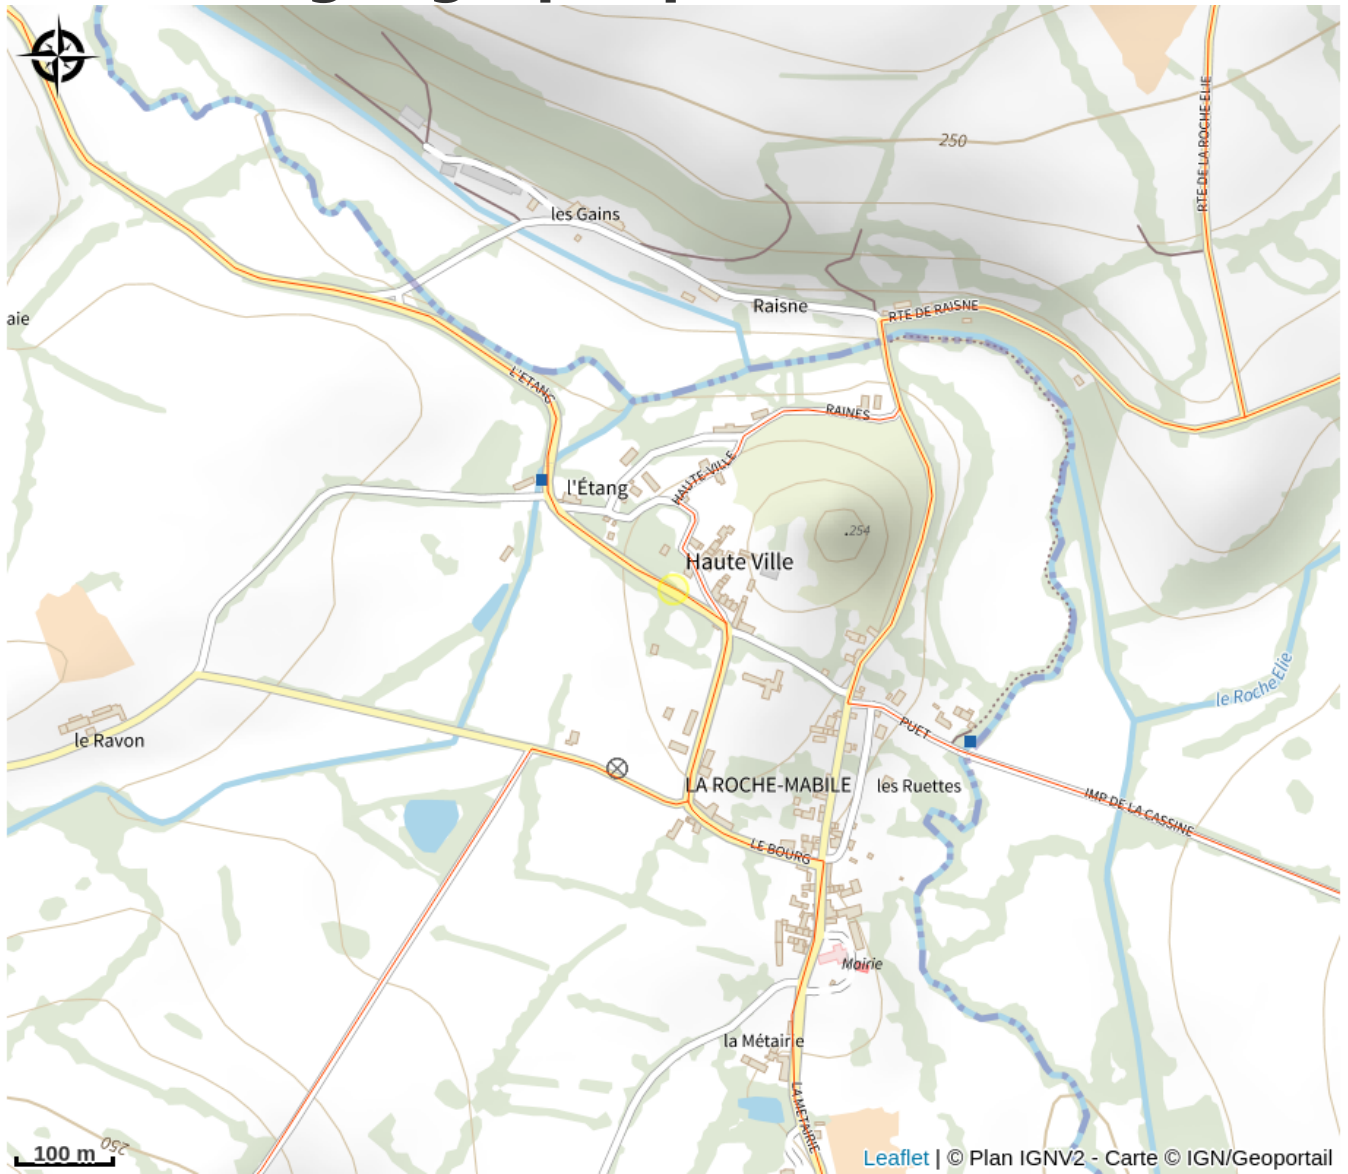 250
RTE DE LA ROCHE ELIE
les Gains
Raisne
RTE DE RAISNE
aie
L'ETANG
RAINES
HAUTE-VILLE
l'Étang
.254
Haute Ville
le Roche Elie
le Ravon
PUET
LA ROCHE-MABILE
les Ruettes
IMP DE LA CASSINE
LE BOURG
Mairie
la Métairie
LA METAIRIE
250
100 m
Leaflet | © Plan IGNV2 - Carte © IGN/Geoportail